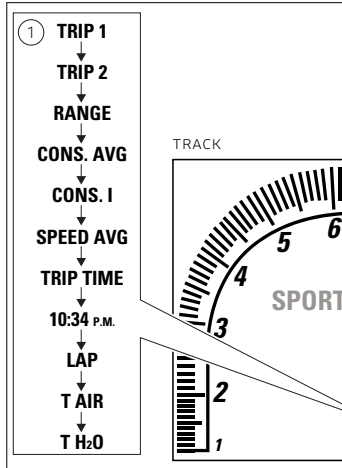 1
TRIP 1
TRIP 2
RANGE
CONS. AVG
CONS. I
SPEED AVG
TRIP TIME
10:34 P.M.
LAP
T AIR
T H₂O
TRACK
6
5
4
SPORT
3
2
1